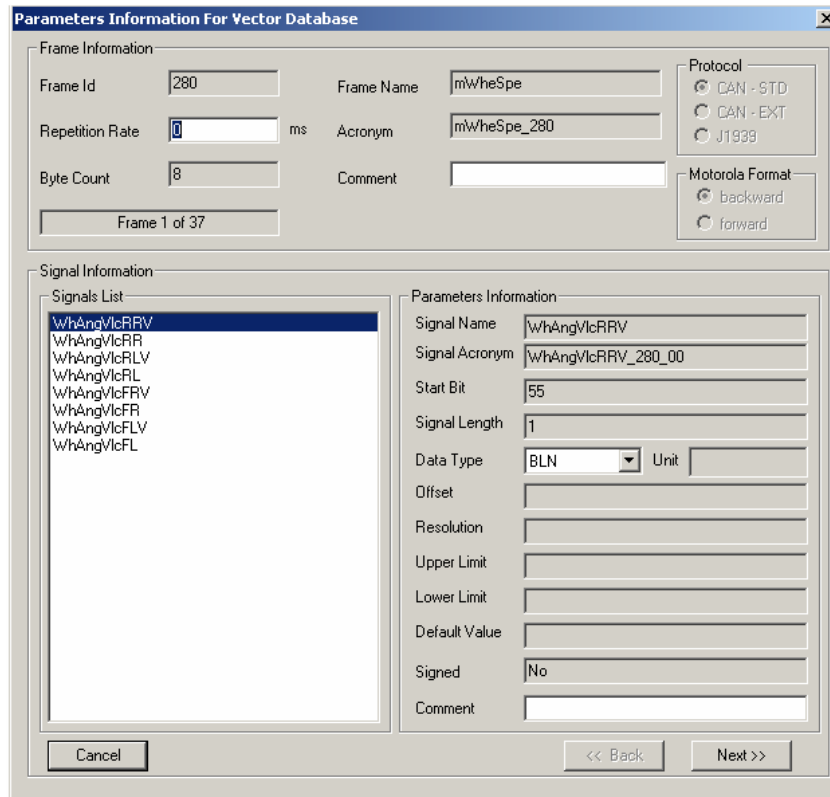 Parameters Information For Vector Database
Frame Information
Frame Id 280
Frame Name mWheSpe
Protocol
CAN - STD
CAN - EXT
J1939
Repetition Rate 0 ms
Acronym mWheSpe_280
Byte Count 8
Comment
Motorola Format
backward
forward
Frame 1 of 37
Signal Information
Signals List
WhAngVlcRRV
WhAngVlcRR
WhAngVlcRLV
WhAngVlcRL
WhAngVlcFRV
WhAngVlcFR
WhAngVlcFLV
WhAngVlcFL
Parameters Information
Signal Name WhAngVlcRRV
Signal Acronym WhAngVlcRRV_280_00
Start Bit 55
Signal Length 1
Data Type BLN Unit
Offset
Resolution
Upper Limit
Lower Limit
Default Value
Signed No
Comment
Cancel
<< Back
Next >>